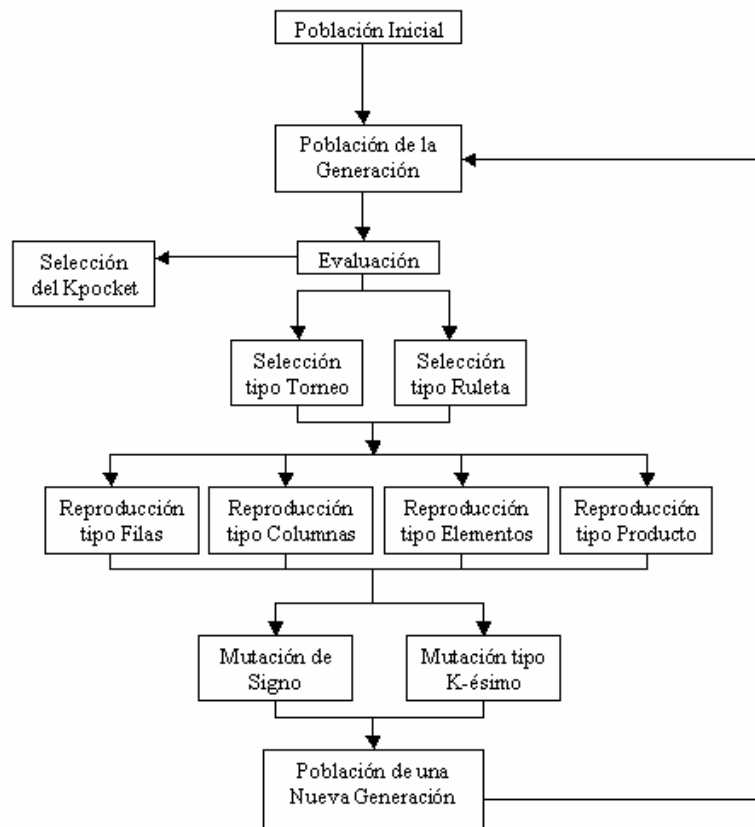 Población Inicial
Población de la
Generación
Evaluación
Selección
del Kpocket
Selección
tipo Torneo
Selección
tipo Ruleta
Reproducción
tipo Filas
Reproducción
tipo Columnas
Reproducción
tipo Elementos
Reproducción
tipo Producto
Mutación de
Signo
Mutación tipo
K-ésimo
Población de una
Nueva Generación